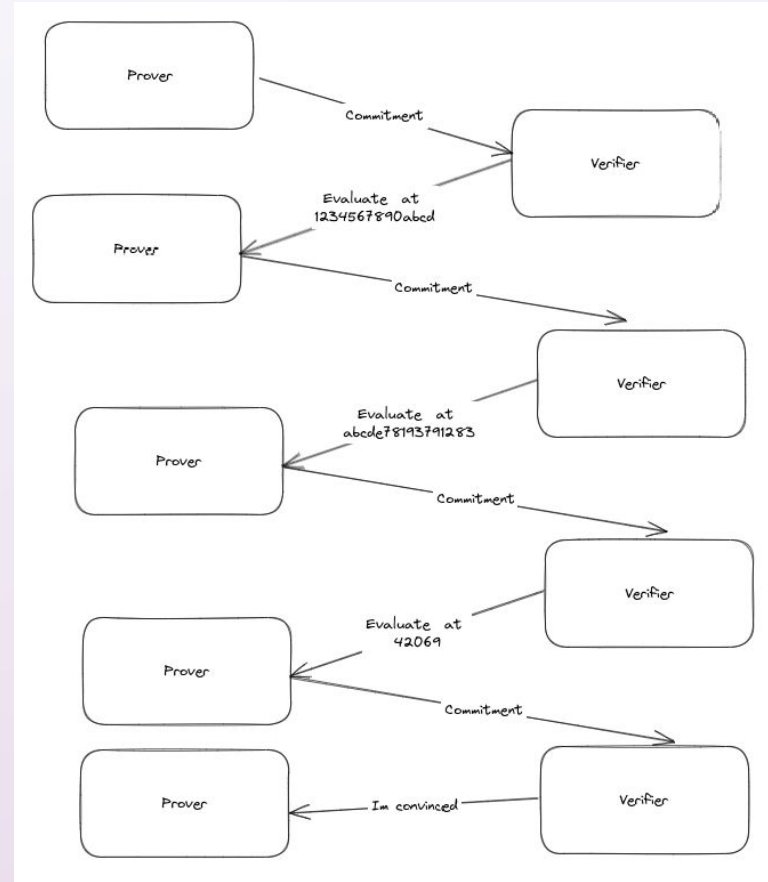 Prover
Commitment
Verifier
Evaluate at
1234567890abcd
Prover
Commitment
Verifier
Evaluate at
abcde78193791283
Prover
Commitment
Verifier
Evaluate at
42069
Prover
Commitment
Verifier
Im convinced
Prover